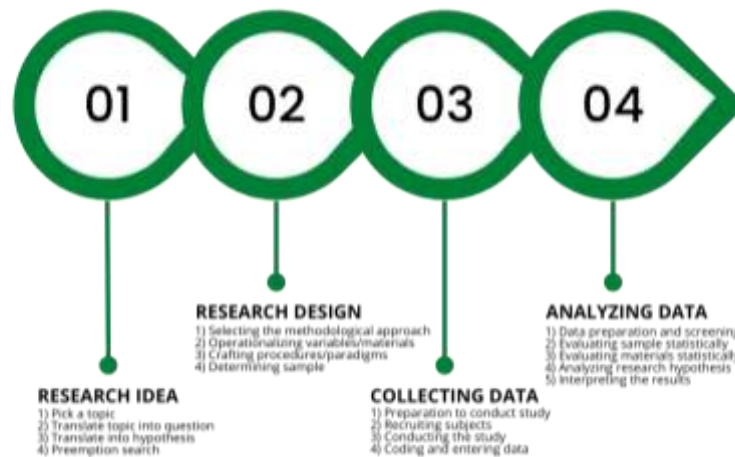 01
02
03
04
RESEARCH IDEA
1) Pick a topic
2) Translate topic into question
3) Translate into hypothesis
4) Preemption search
RESEARCH DESIGN
1) Selecting the methodological approach
2) Operationalizing variables/materials
3) Crafting procedures/paradigms
4) Determining sample
COLLECTING DATA
1) Preparation to conduct study
2) Recruiting subjects
3) Conducting the study
4) Coding and entering data
ANALYZING DATA
1) Data preparation and screening
2) Evaluating sample statistically
3) Evaluating materials statistically
4) Analyzing research hypothesis
5) Interpreting the results